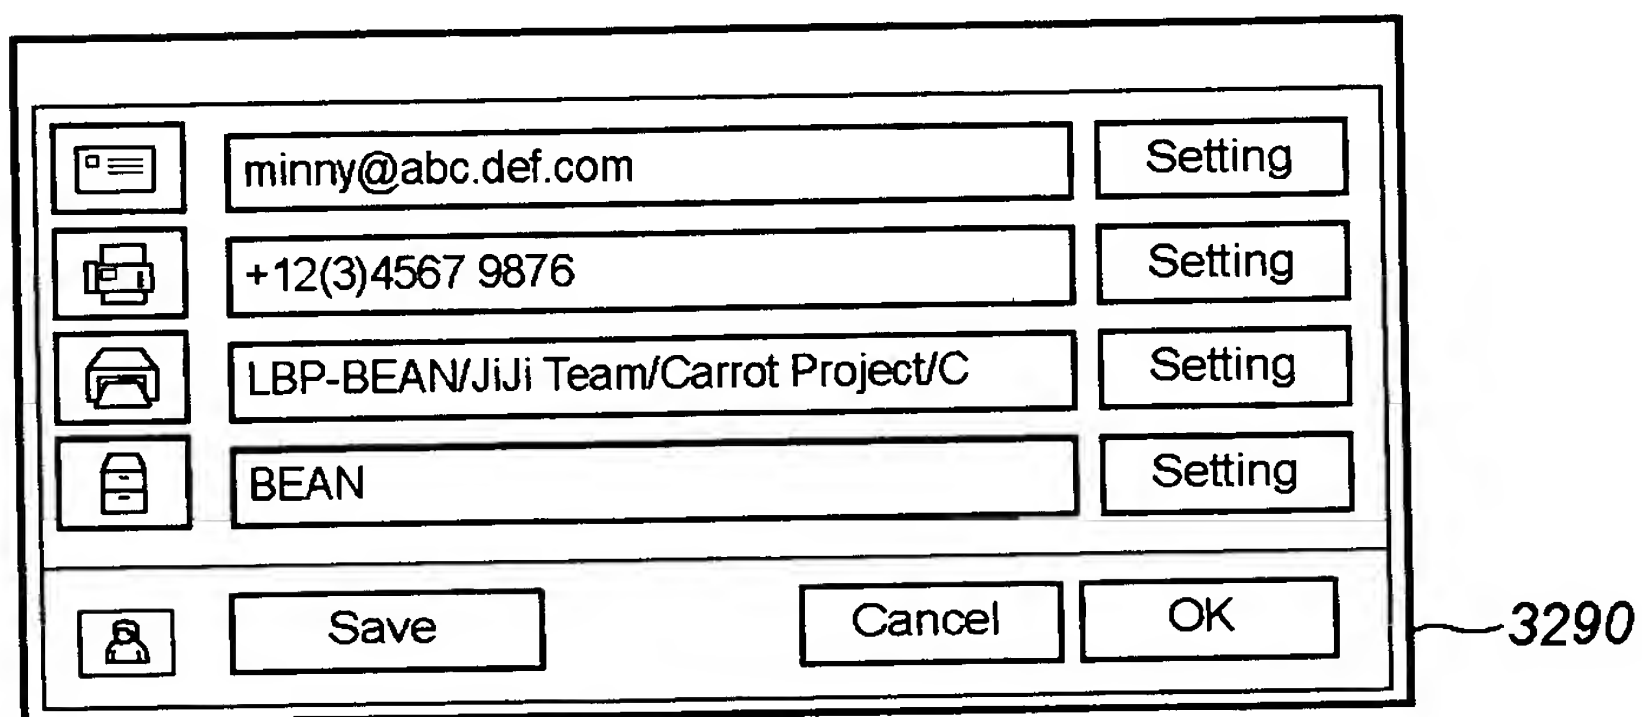 minny@abc.def.com Setting
+12(3)4567 9876 Setting
LBP-BEAN/JiJi Team/Carrot Project/C Setting
BEAN Setting
Save Cancel OK
3290